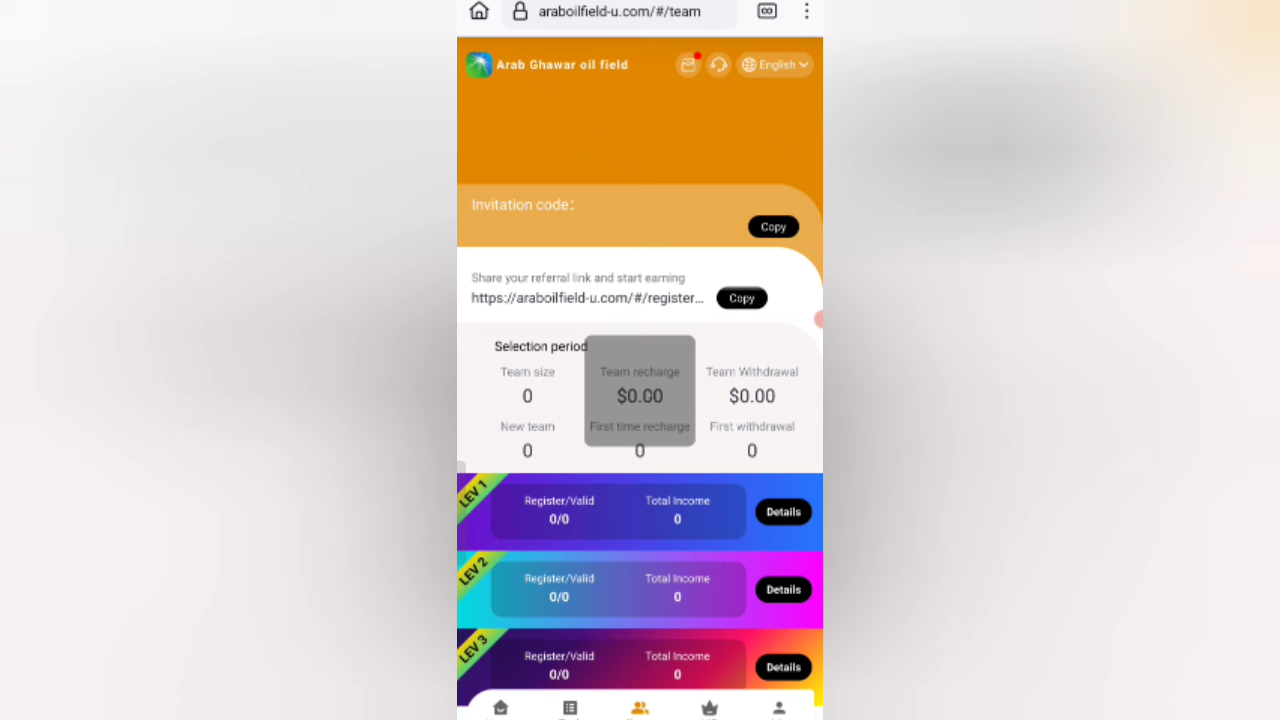 araboilfield-u.com/#/team
Arab Ghawar oil field
English
Invitation code:
Copy
Share your referral link and start earning
https://araboilfield-u.com/#/register...
Copy
Selection period
Team size
Team recharge
Team Withdrawal
0
$0.00
$0.00
New team
First time recharge
First withdrawal
0
0
0
LEV 1
Register/Valid
Total Income
0/0
0
Details
LEV 2
Register/Valid
Total Income
0/0
0
Details
LEV 3
Register/Valid
Total Income
0/0
0
Details